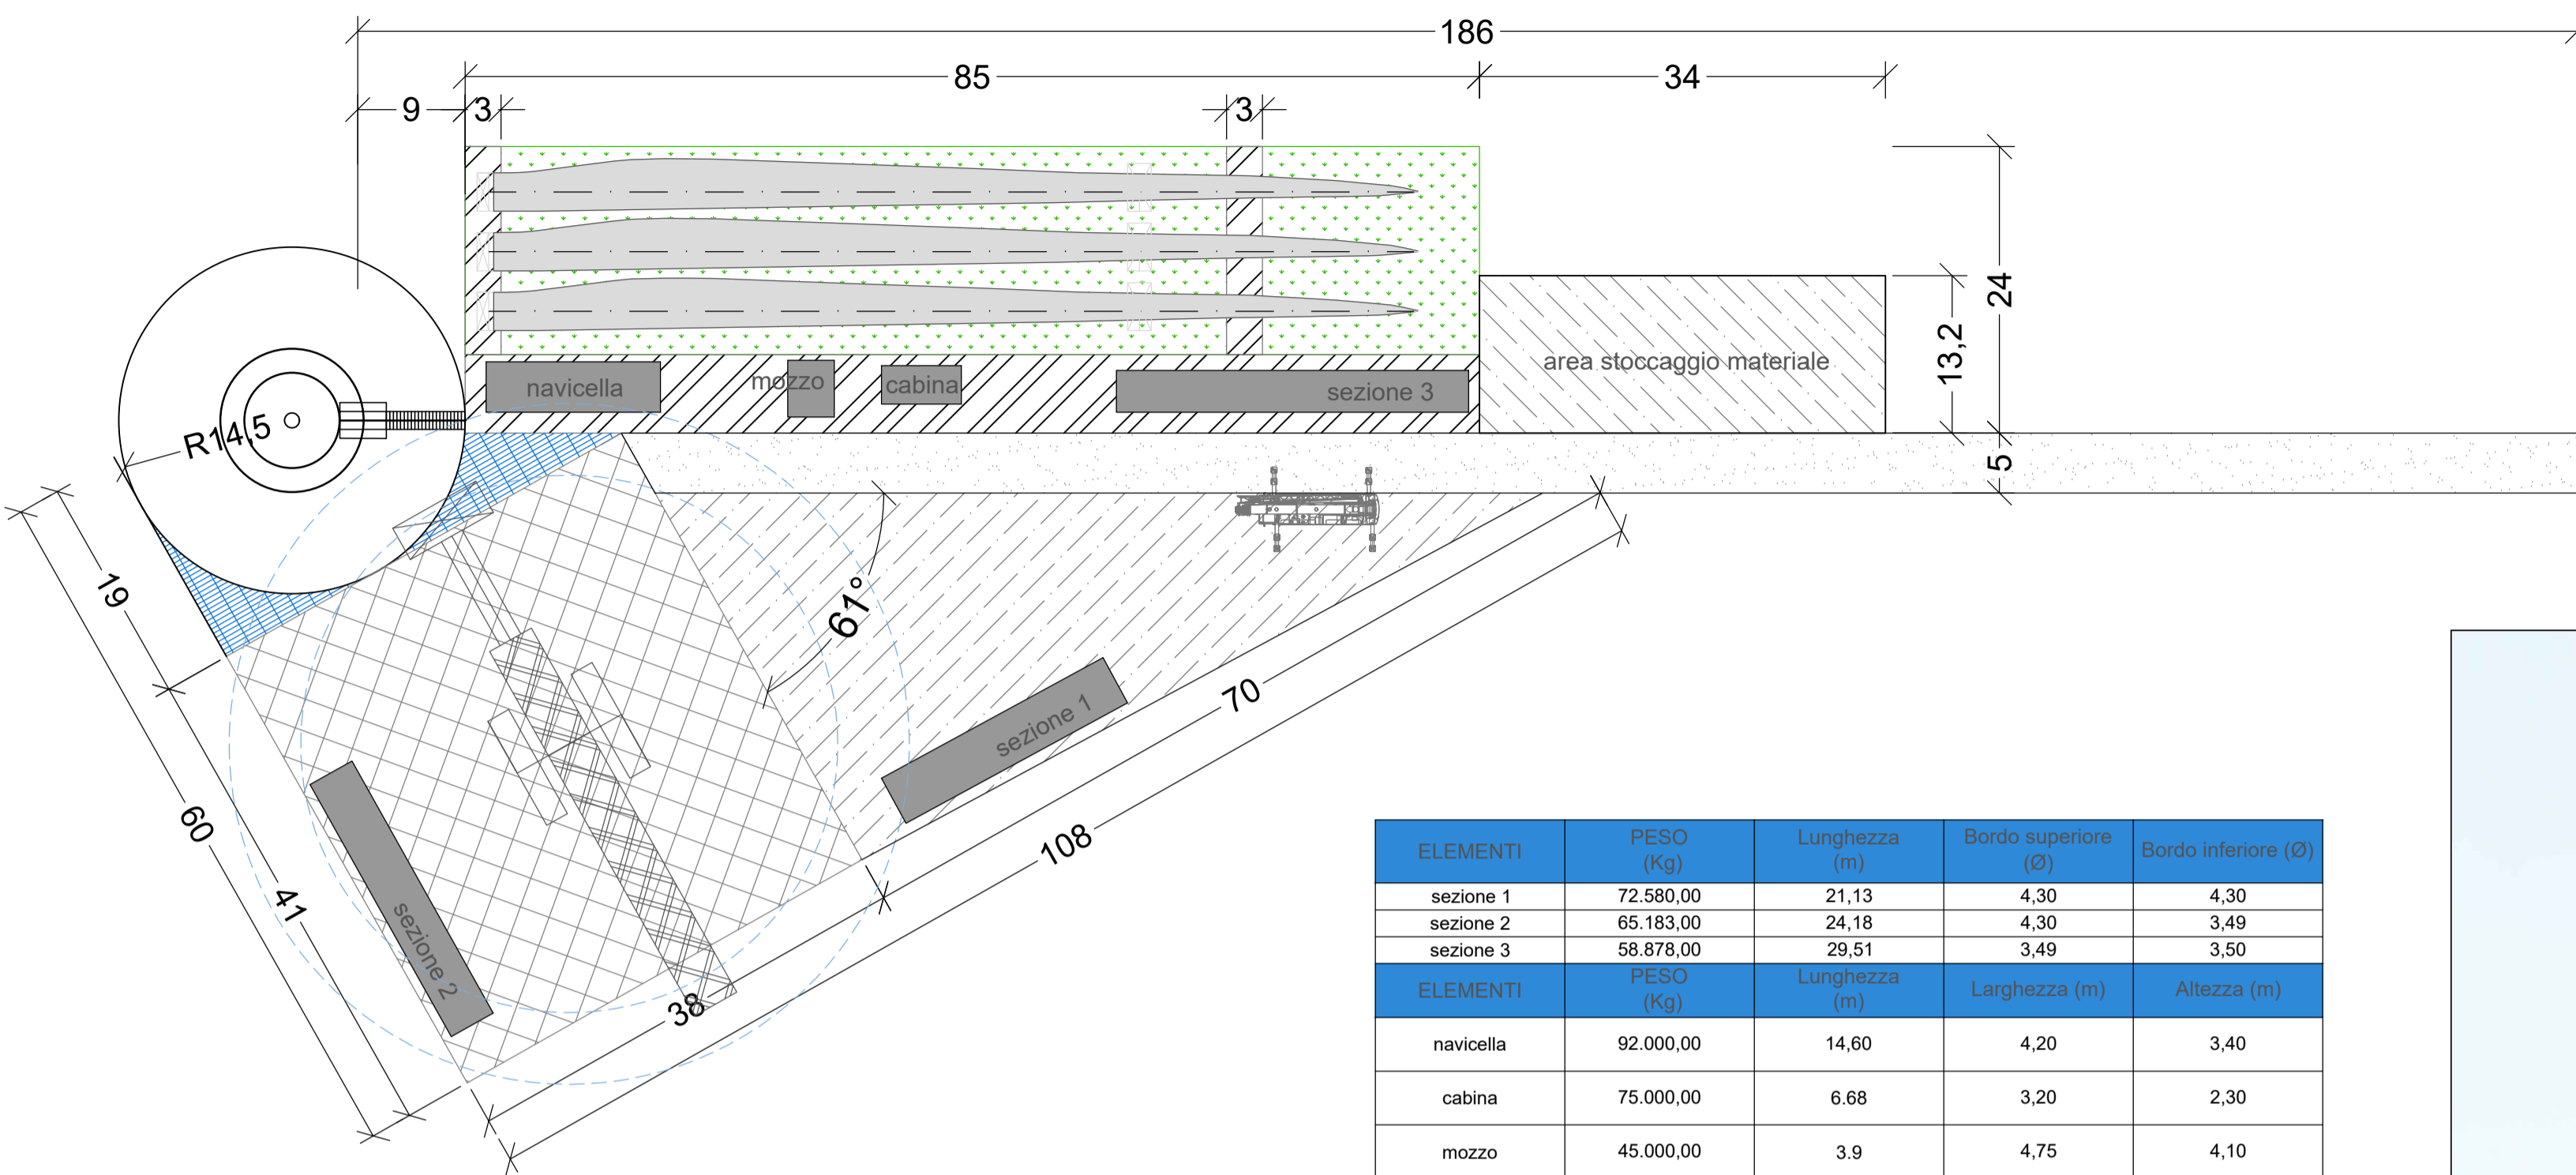 186
85
34
9
3
3
24
13,2
5
R14,5
navicella
mozzo
cabina
sezione 3
area stoccaggio materiale
61°
19
60
41
sezione 1
sezione 2
70
108
38
ELEMENTI PESO (Kg) Lunghezza (m) Bordo superiore (Ø) Bordo inferiore (Ø)
sezione 1 72.580,00 21,13 4,30 4,30
sezione 2 65.183,00 24,18 4,30 3,49
sezione 3 58.878,00 29,51 3,49 3,50
ELEMENTI PESO (Kg) Lunghezza (m) Larghezza (m) Altezza (m)
navicella 92.000,00 14,60 4,20 3,40
cabina 75.000,00 6.68 3,20 2,30
mozzo 45.000,00 3.9 4,75 4,10